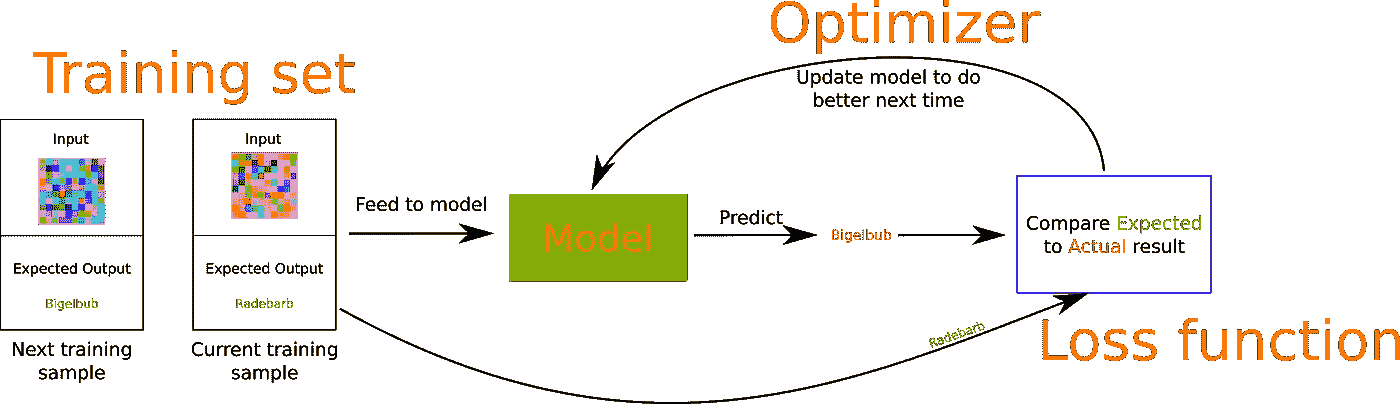 Training set
Input
Expected Output
Bigelbub
Next training
sample
Input
Expected Output
Radebarb
Current training
sample
Feed to model
Model
Predict
Bigelbub
Optimizer
Update model to do
better next time
Compare Expected
to Actual result
Radebarb
Loss function